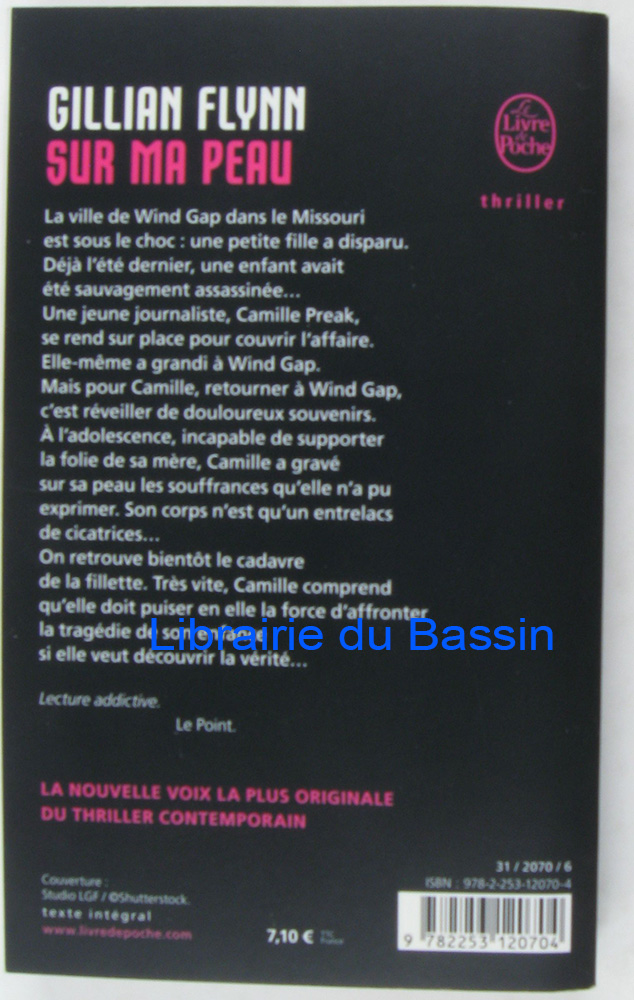 GILLIAN FLYNN
SUR MA PEAU
Le
Livre
de
Poche
thriller
La ville de Wind Gap dans le Missouri
est sous le choc : une petite fille a disparu.
Déjà l'été dernier, une enfant avait
été sauvagement assassinée...
Une jeune journaliste, Camille Preak,
se rend sur place pour couvrir l'affaire.
Elle-même a grandi à Wind Gap.
Mais pour Camille, retourner à Wind Gap,
c'est réveiller de douloureux souvenirs.
À l'adolescence, incapable de supporter
la folie de sa mère, Camille a gravé
sur sa peau les souffrances qu'elle n'a pu
exprimer. Son corps n'est qu'un entrelacs
de cicatrices...
On retrouve bientôt le cadavre
de la fillette. Très vite, Camille comprend
qu'elle doit puiser en elle la force d'affronter
la tragédie de son enfance
Librairie du Bassin
si elle veut découvrir la vérité...
Lecture addictive.
Le Point.
LA NOUVELLE VOIX LA PLUS ORIGINALE
DU THRILLER CONTEMPORAIN
Couverture :
Studio LGF / ©Shutterstock.
texte intégral
www.livredepoche.com
7,10 € TTC
France
31 / 2070 / 6
ISBN : 978-2-253-12070-4
9 782253 120704